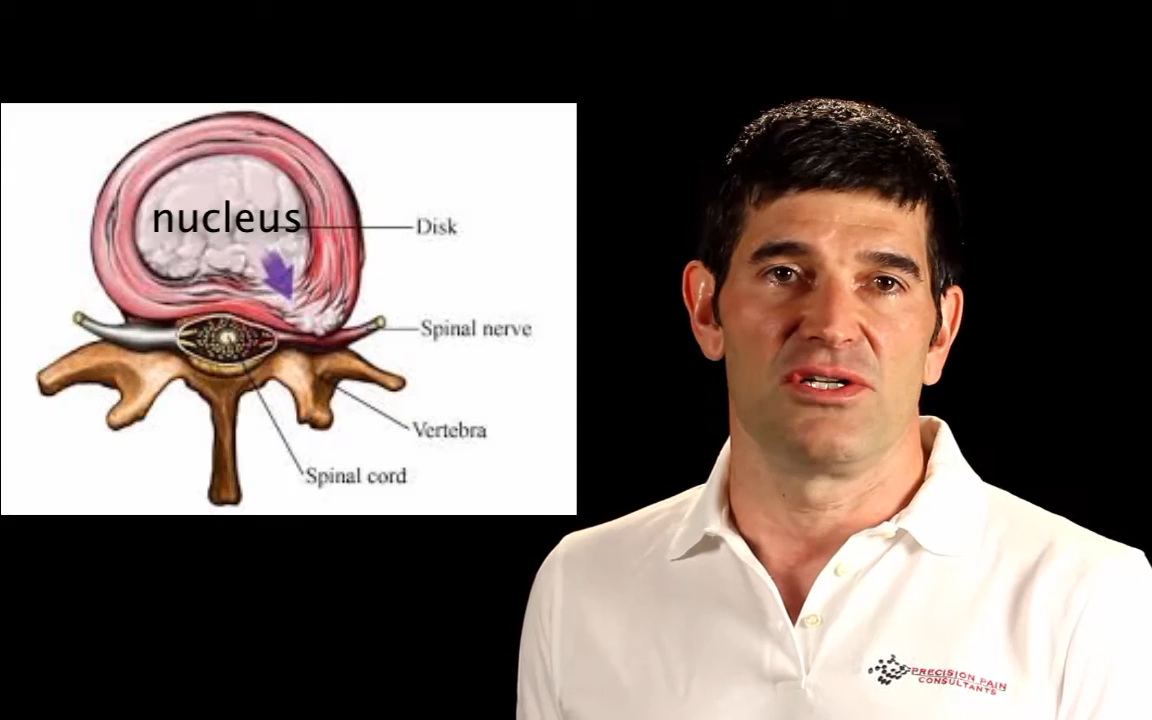 nucleus
Disk
Spinal nerve
Vertebra
Spinal cord
PRECISION PAIN
CONSULTANTS